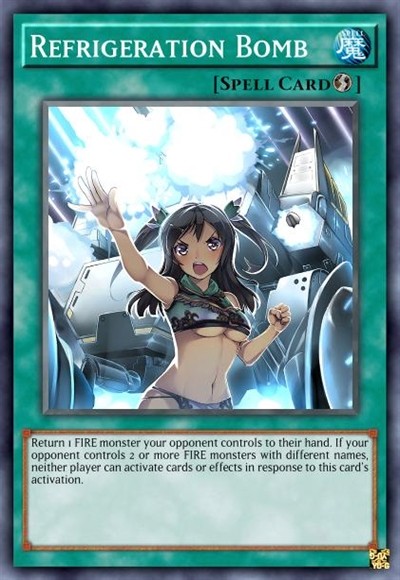 REFRIGERATION BOMB
魔
[SPELL CARD]
Return 1 FIRE monster your opponent controls to their hand. If your
opponent controls 2 or more FIRE monsters with different names,
neither player can activate cards or effects in response to this card's
activation.